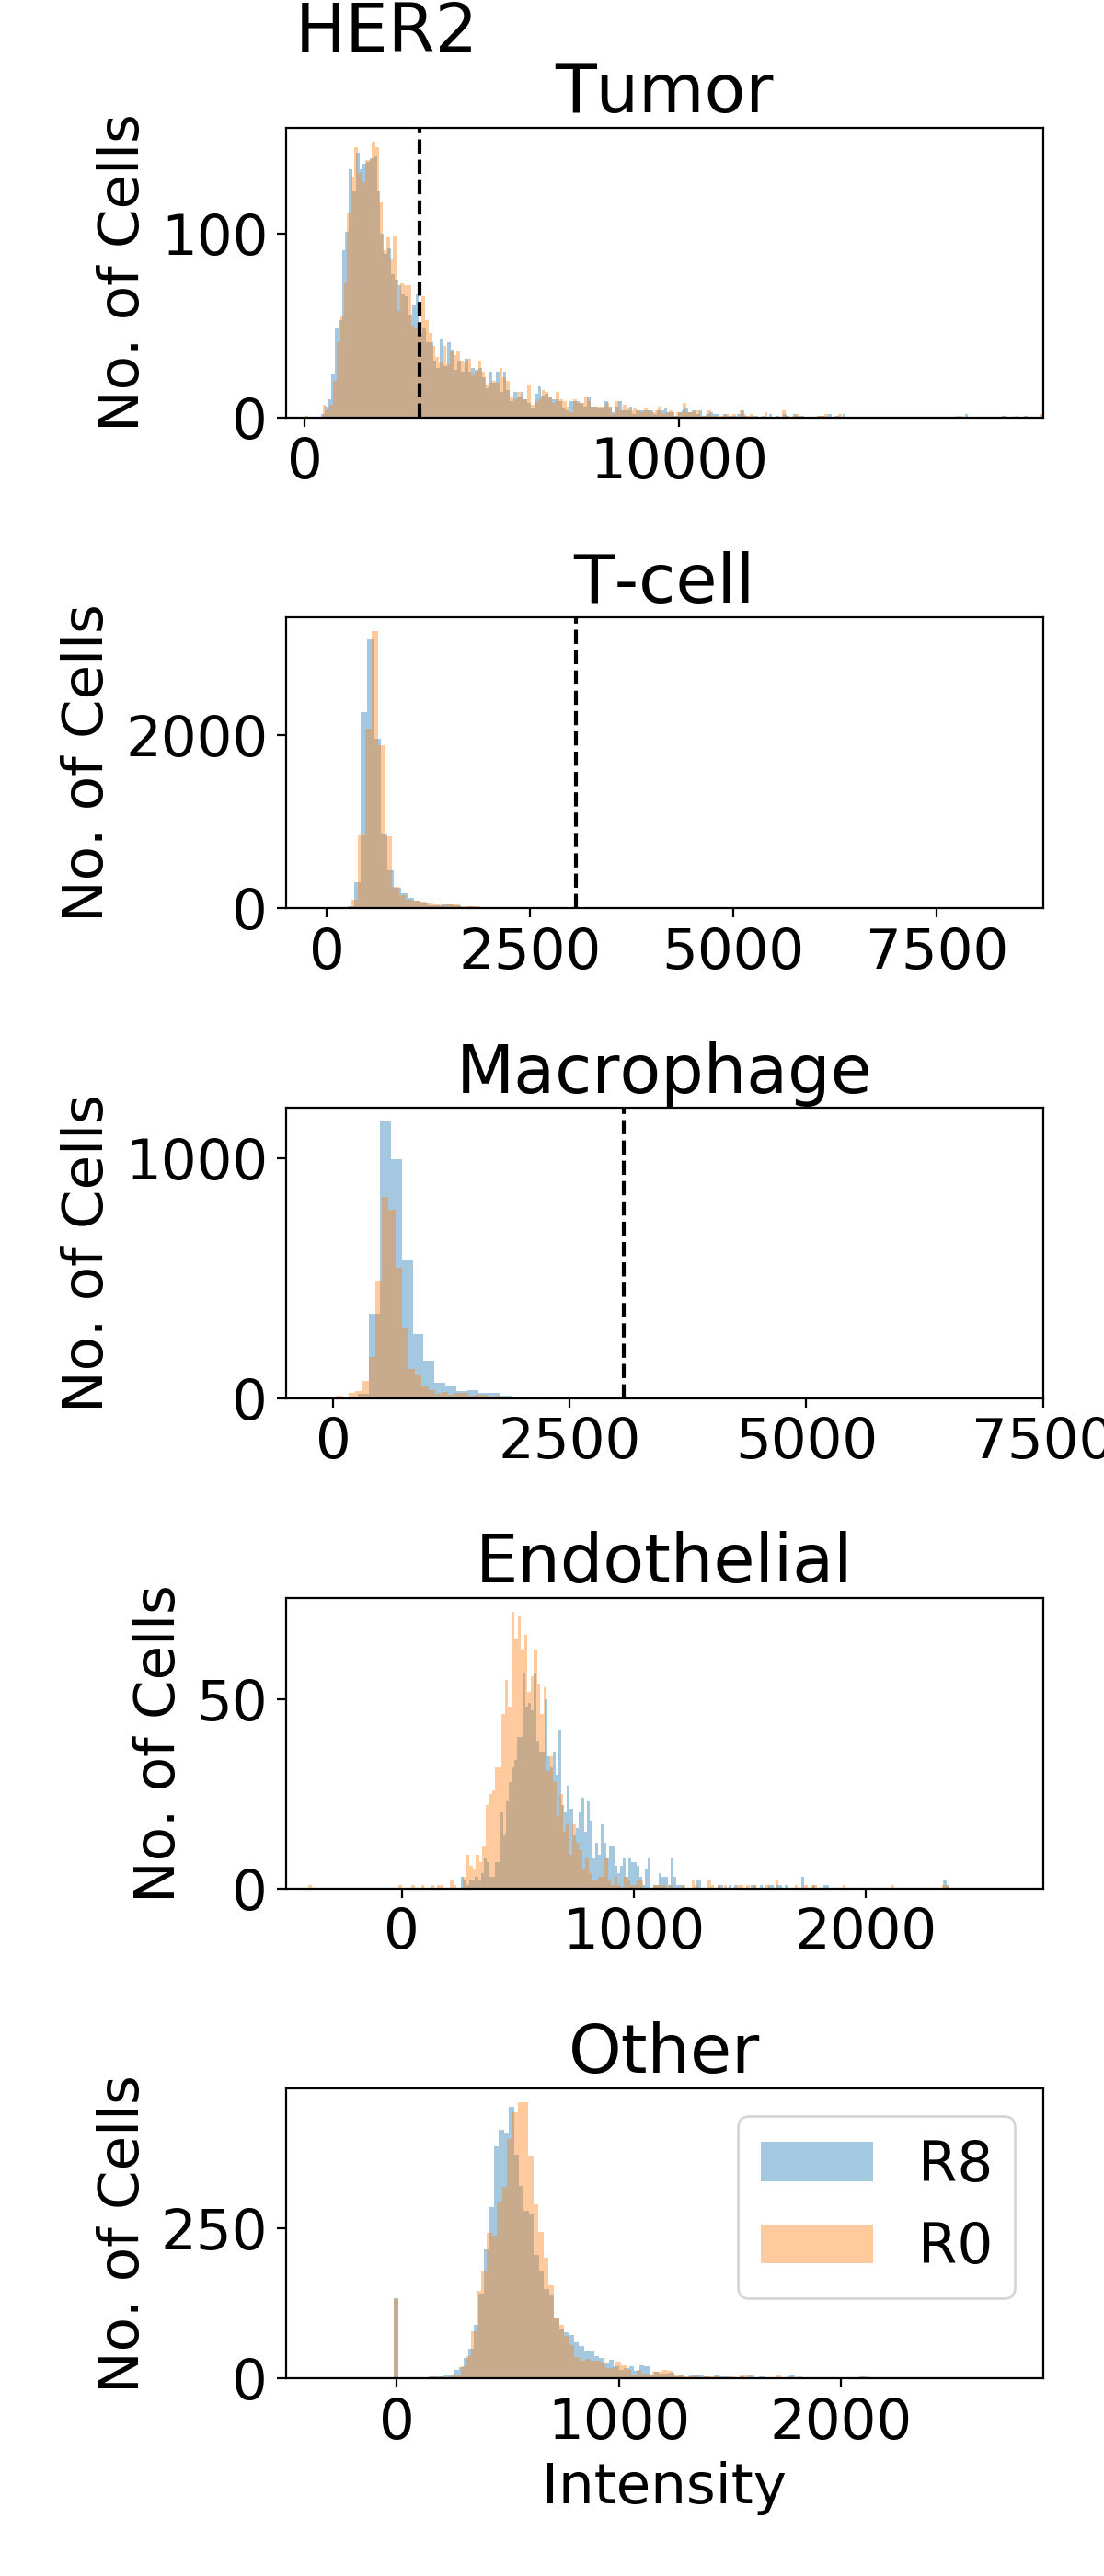 HER2
Tumor
No. of Cells
100
0
0 10000
T-cell
No. of Cells
2000
0
0 2500 5000 7500
Macrophage
No. of Cells
1000
0
0 2500 5000 7500
Endothelial
No. of Cells
50
0
0 1000 2000
Other
No. of Cells
250
0
R8
R0
0 1000 2000
Intensity